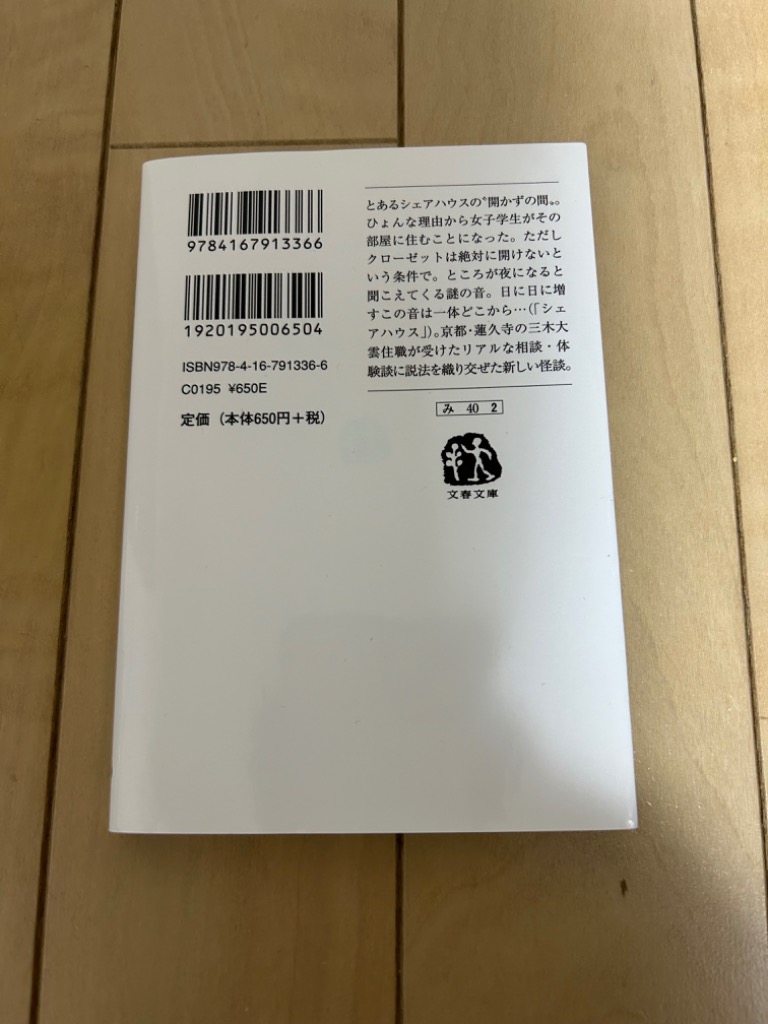 9784167913366
1920195006504
ISBN978-4-16-791336-6
C0195 ¥650E
定価(本体650円+税)
とあるシェアハウスの〝開かずの間〟。
ひょんな理由から女子学生がその
部屋に住むことになった。ただし
クローゼットは絶対に開けないと
いう条件で。ところが夜になると
聞こえてくる謎の音。日に日に増
すこの音は一体どこから…(「シェ
アハウス」)。京都・蓮久寺の三木大
雲住職が受けたリアルな相談・体
験談に説法を織り交ぜた新しい怪談。
み 40 2
文春文庫